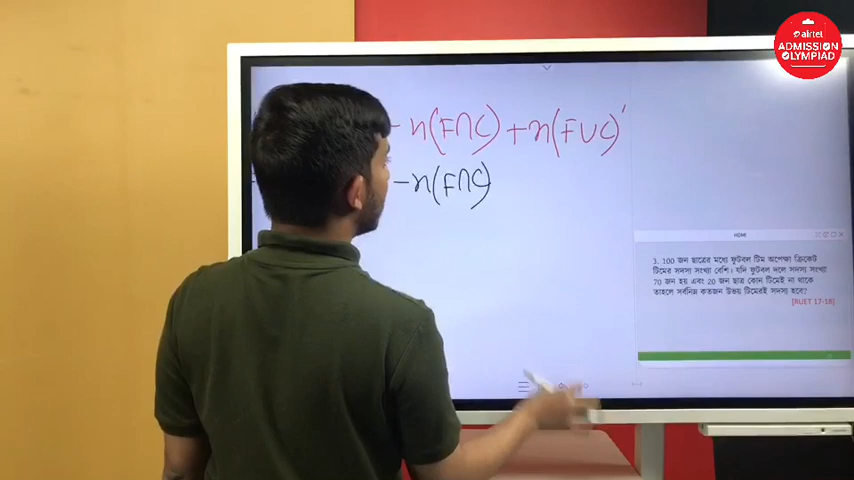 airtel
ADMISSION
OLYMPIAD
- n(F∩C) + n(F∪C)'
- n(F∩C)
HOME
3. 100 জন ছাত্রের মধ্যে ফুটবল টিম অপেক্ষা ক্রিকেট
টিমের সদস্য সংখ্যা বেশি। যদি ফুটবল দলে সদস্য সংখ্যা
70 জন হয় এবং 20 জন ছাত্র কোন টিমেই না থাকে
তাহলে সর্বনিম্ন কতজন উভয় টিমেরই সদস্য হবে?
[RUET 17-18]